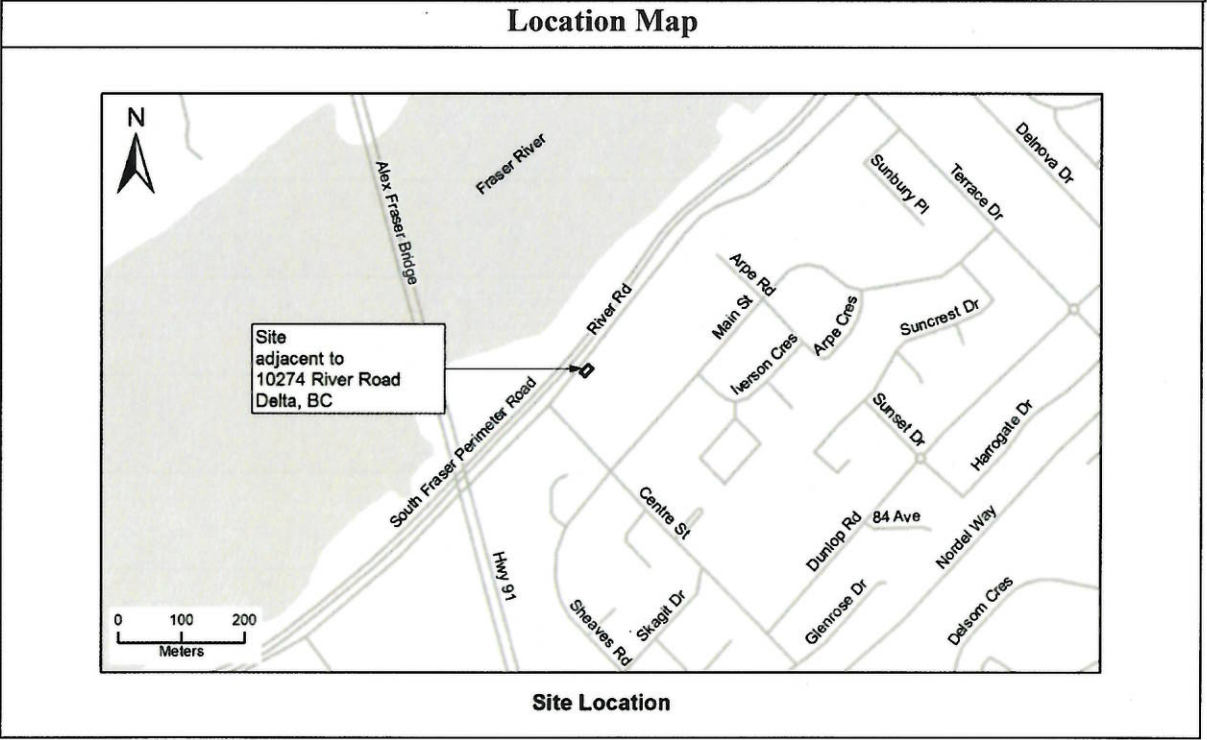 Location Map
N
Alex Fraser Bridge
Fraser River
Delnova Dr
Terrace Dr
Sunbury Pl
Arpe Rd
River Rd
Main St
Arpe Cres
Suncrest Dr
Iverson Cres
Site
adjacent to
10274 River Road
Delta, BC
South Fraser Perimeter Road
Sunset Dr
Harrogate Dr
Centre St
Dunlop Rd
84 Ave
Nordel Way
Hwy 91
Sheaves Rd
Skagit Dr
Glenrose Dr
Delsom Cres
0 100 200
Meters
Site Location